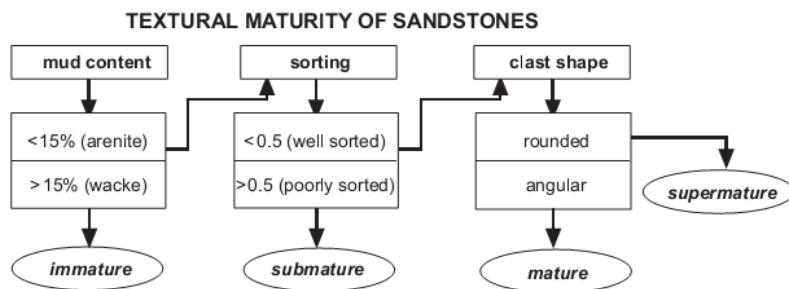 TEXTURAL MATURITY OF SANDSTONES
mud content
sorting
clast shape
<15% (arenite)
<0.5 (well sorted)
rounded
>15% (wacke)
>0.5 (poorly sorted)
angular
supermature
immature
submature
mature